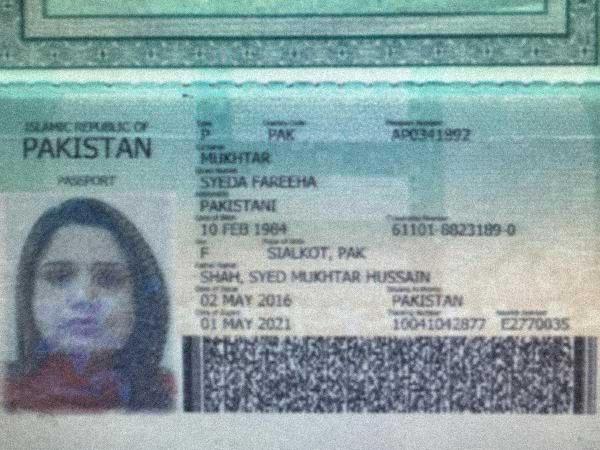 ISLAMIC REPUBLIC OF
PAKISTAN
PASSPORT
Type Country Code Passport Number
P PAK AP0341992
Surname
MUKHTAR
Given Names
SYEDA FAREEHA
Nationality
PAKISTANI
Date of Birth Citizenship Number
10 FEB 1984 61101-8823189-0
Sex Place of Birth
F SIALKOT, PAK
Father Name
SHAH, SYED MUKHTAR HUSSAIN
Date of Issue Issuing Authority
02 MAY 2016 PAKISTAN
Date of Expiry Tracking Number Booklet Number
01 MAY 2021 10041042877 E2770035